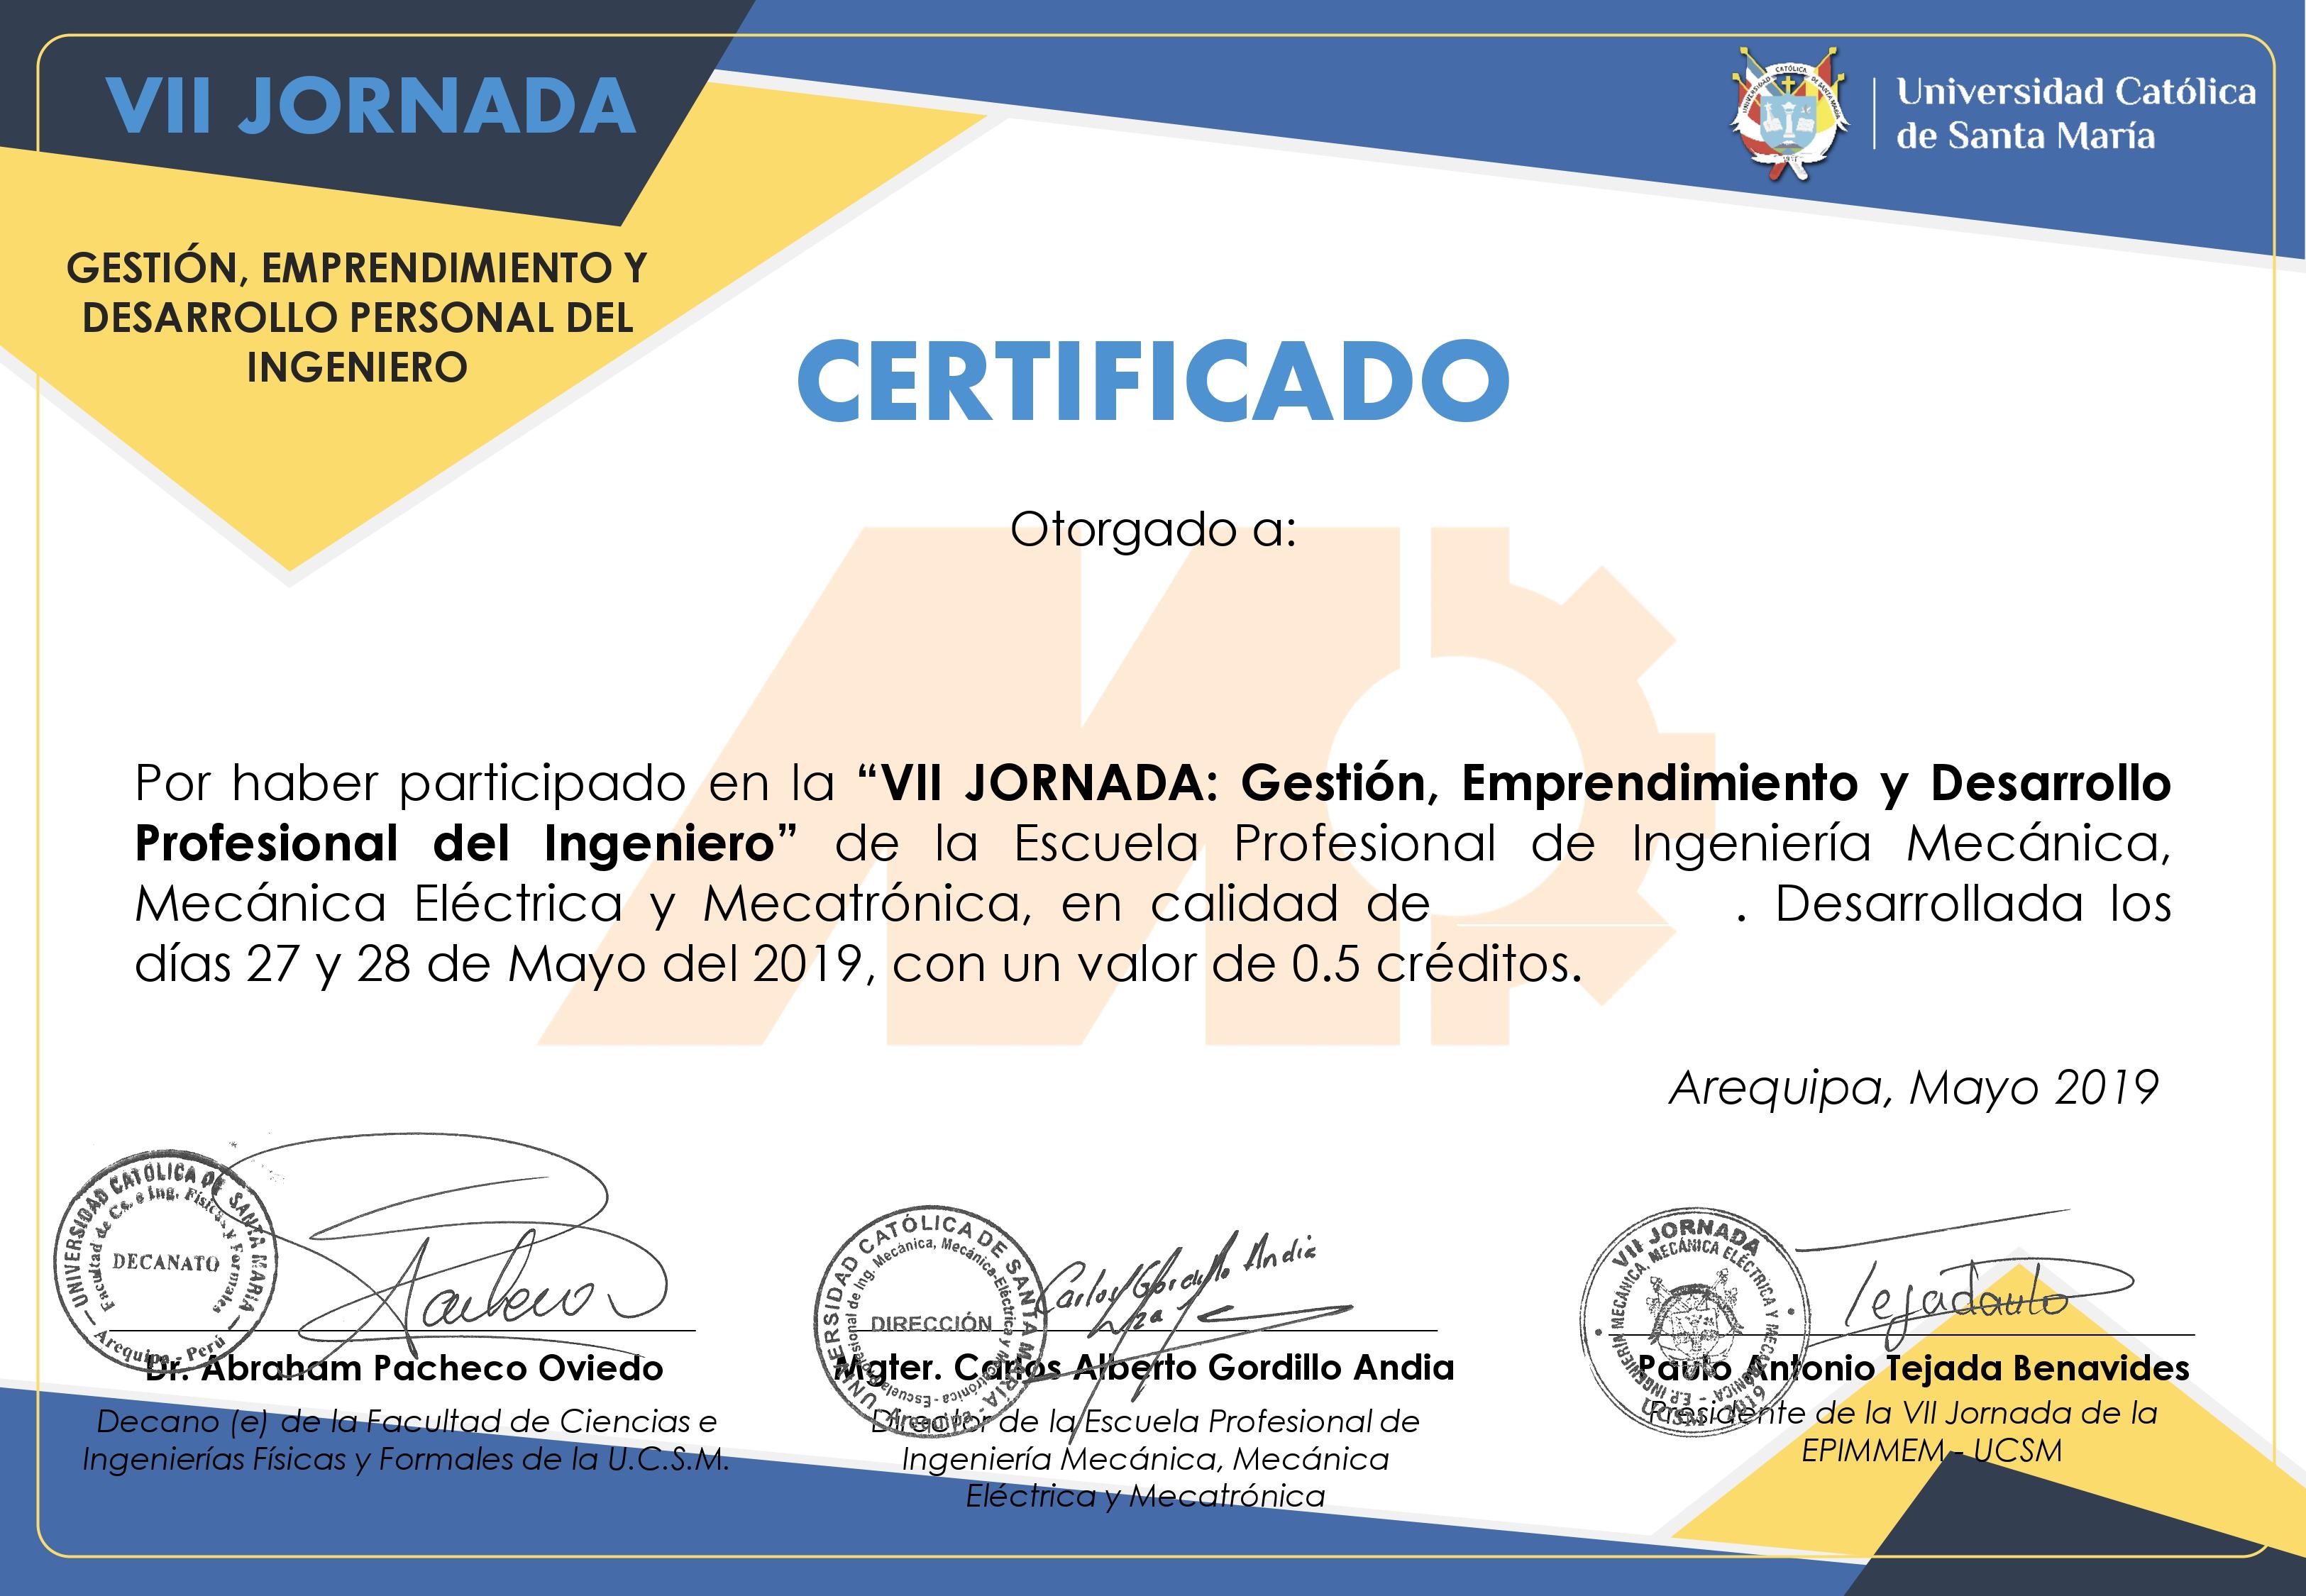 VII JORNADA
Universidad Católica
de Santa María
GESTIÓN, EMPRENDIMIENTO Y
DESARROLLO PERSONAL DEL
INGENIERO
CERTIFICADO
Otorgado a:
Por haber participado en la “VII JORNADA: Gestión, Emprendimiento y Desarrollo
Profesional del Ingeniero” de la Escuela Profesional de Ingeniería Mecánica,
Mecánica Eléctrica y Mecatrónica, en calidad de . Desarrollada los
días 27 y 28 de Mayo del 2019, con un valor de 0.5 créditos.
Arequipa, Mayo 2019
UNIVERSIDAD CATOLICA DE SANTA MARIA
Facultad de Cs. e Ing. Físicas y Formales
DECANATO
Arequipa - Perú
Dr. Abraham Pacheco Oviedo
Decano (e) de la Facultad de Ciencias e
Ingenierías Físicas y Formales de la U.C.S.M.
UNIVERSIDAD CATÓLICA DE SANTA MARÍA
Escuela Profesional de Ing. Mecánica, Mecánica-Eléctrica y Mecatrónica
DIRECCIÓN
Arequipa
Carlos Gordillo Andia
Mgter. Carlos Alberto Gordillo Andia
Director de la Escuela Profesional de
Ingeniería Mecánica, Mecánica
Eléctrica y Mecatrónica
VII JORNADA
E.P. INGENIERÍA MECÁNICA, MECÁNICA ELÉCTRICA Y MECATRÓNICA
UCSM - 2019
Tejadaulo
Paulo Antonio Tejada Benavides
Presidente de la VII Jornada de la
EPIMMEM - UCSM